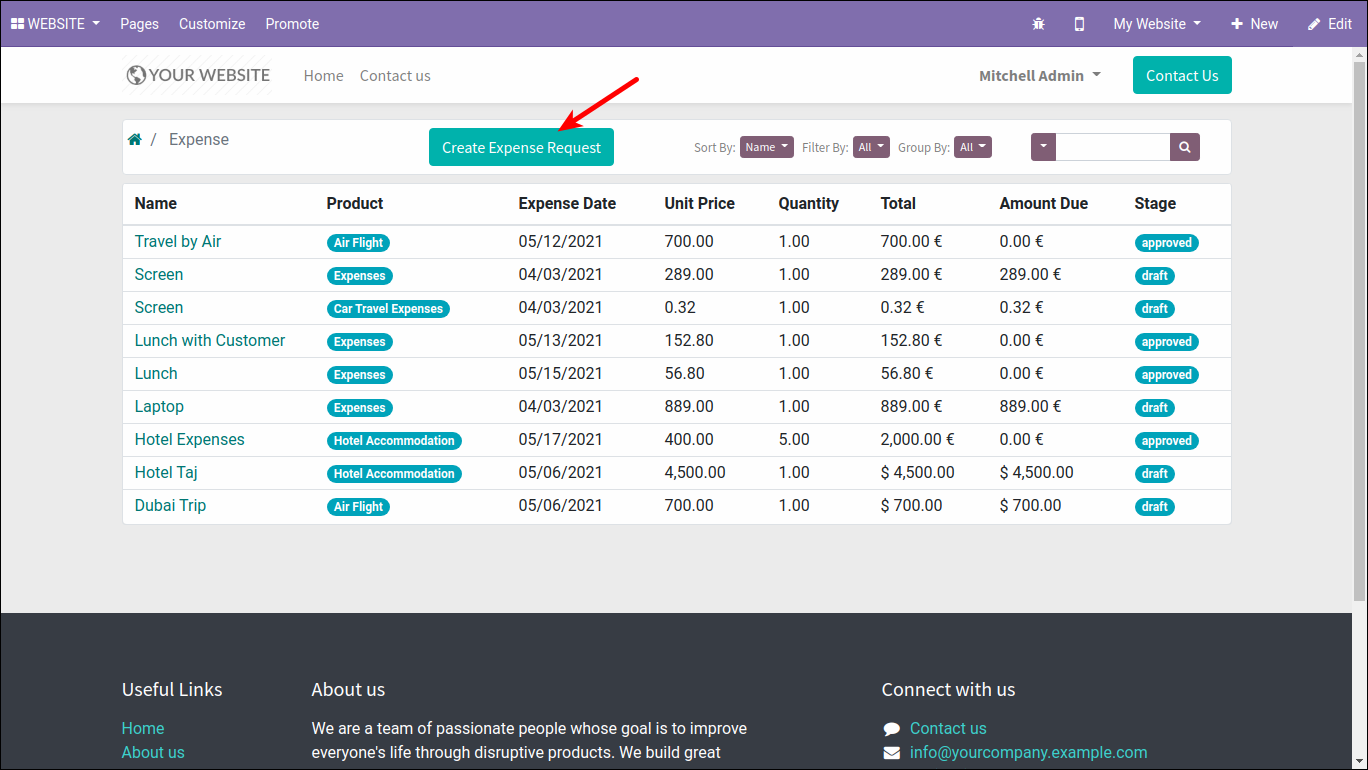 WEBSITE Pages Customize Promote My Website New Edit
YOUR WEBSITE Home Contact us Mitchell Admin Contact Us
/ Expense Create Expense Request Sort By: Name Filter By: All Group By: All
Name Product Expense Date Unit Price Quantity Total Amount Due Stage
Travel by Air Air Flight 05/12/2021 700.00 1.00 700.00 € 0.00 € approved
Screen Expenses 04/03/2021 289.00 1.00 289.00 € 289.00 € draft
Screen Car Travel Expenses 04/03/2021 0.32 1.00 0.32 € 0.32 € draft
Lunch with Customer Expenses 05/13/2021 152.80 1.00 152.80 € 0.00 € approved
Lunch Expenses 05/15/2021 56.80 1.00 56.80 € 0.00 € approved
Laptop Expenses 04/03/2021 889.00 1.00 889.00 € 889.00 € draft
Hotel Expenses Hotel Accommodation 05/17/2021 400.00 5.00 2,000.00 € 0.00 € approved
Hotel Taj Hotel Accommodation 05/06/2021 4,500.00 1.00 $ 4,500.00 $ 4,500.00 draft
Dubai Trip Air Flight 05/06/2021 700.00 1.00 $ 700.00 $ 700.00 draft
Useful Links About us Connect with us
Home We are a team of passionate people whose goal is to improve Contact us
About us everyone's life through disruptive products. We build great info@yourcompany.example.com